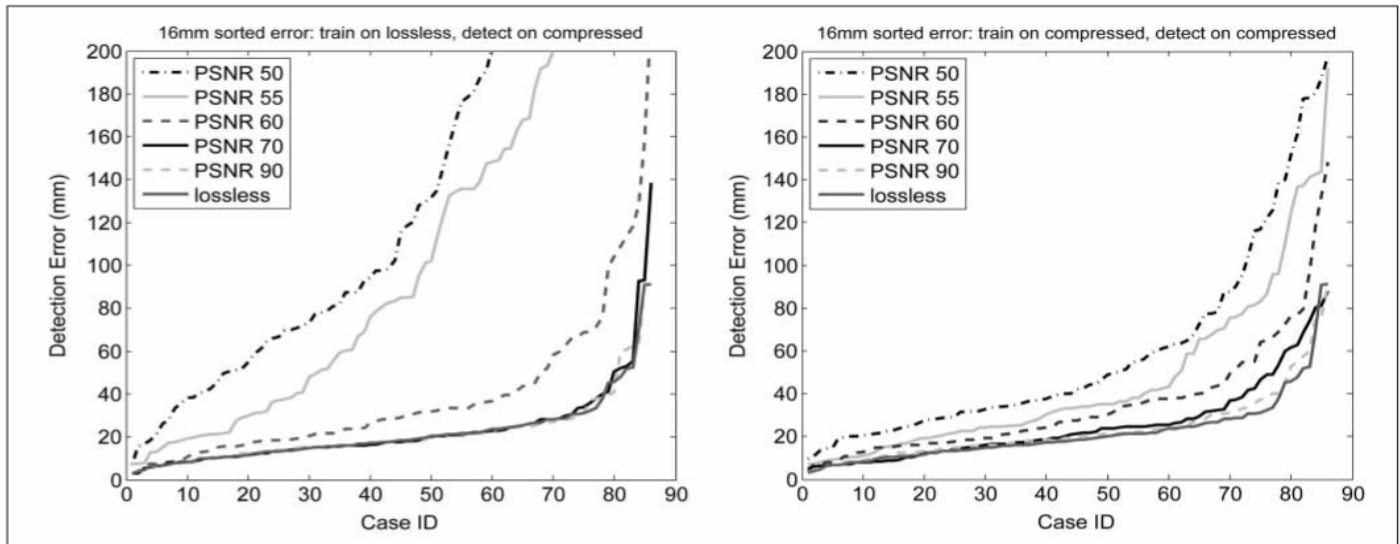 16mm sorted error: train on lossless, detect on compressed
200
180
160
140
120
100
80
60
40
20
0
Detection Error (mm)
PSNR 50
PSNR 55
PSNR 60
PSNR 70
PSNR 90
lossless
0 10 20 30 40 50 60 70 80 90
Case ID
16mm sorted error: train on compressed, detect on compressed
200
180
160
140
120
100
80
60
40
20
0
Detection Error (mm)
PSNR 50
PSNR 55
PSNR 60
PSNR 70
PSNR 90
lossless
0 10 20 30 40 50 60 70 80 90
Case ID